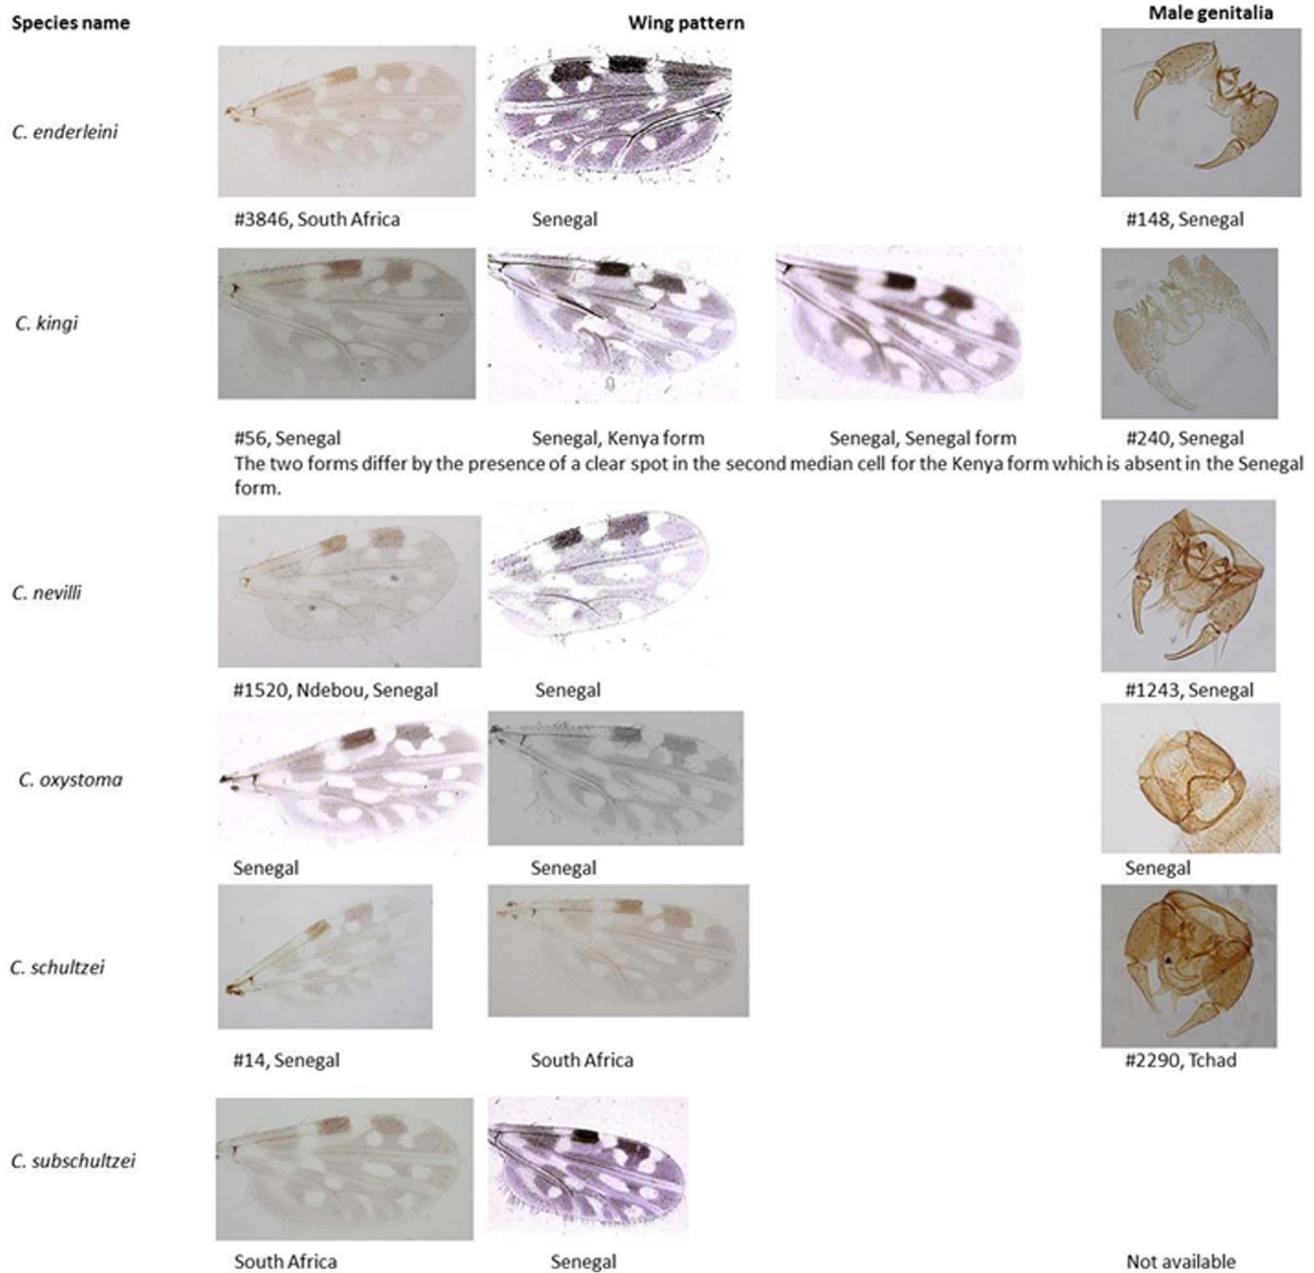 Species name
Wing pattern
Male genitalia
C. enderleini
#3846, South Africa
Senegal
#148, Senegal
C. kingi
#56, Senegal
Senegal, Kenya form
Senegal, Senegal form
#240, Senegal
The two forms differ by the presence of a clear spot in the second median cell for the Kenya form which is absent in the Senegal
form.
C. nevilli
#1520, Ndebou, Senegal
Senegal
#1243, Senegal
C. oxystoma
Senegal
Senegal
Senegal
C. schultzei
#14, Senegal
South Africa
#2290, Tchad
C. subschultzei
South Africa
Senegal
Not available